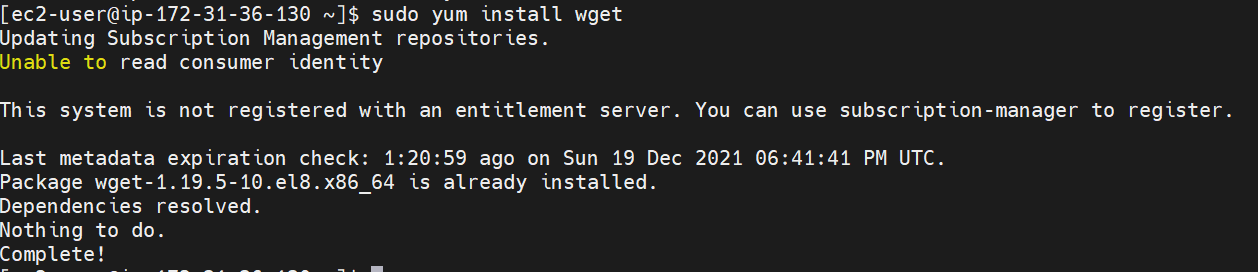 [ec2-user@ip-172-31-36-130 ~]$ sudo yum install wget
Updating Subscription Management repositories.
Unable to read consumer identity
This system is not registered with an entitlement server. You can use subscription-manager to register.
Last metadata expiration check: 1:20:59 ago on Sun 19 Dec 2021 06:41:41 PM UTC.
Package wget-1.19.5-10.el8.x86_64 is already installed.
Dependencies resolved.
Nothing to do.
Complete!